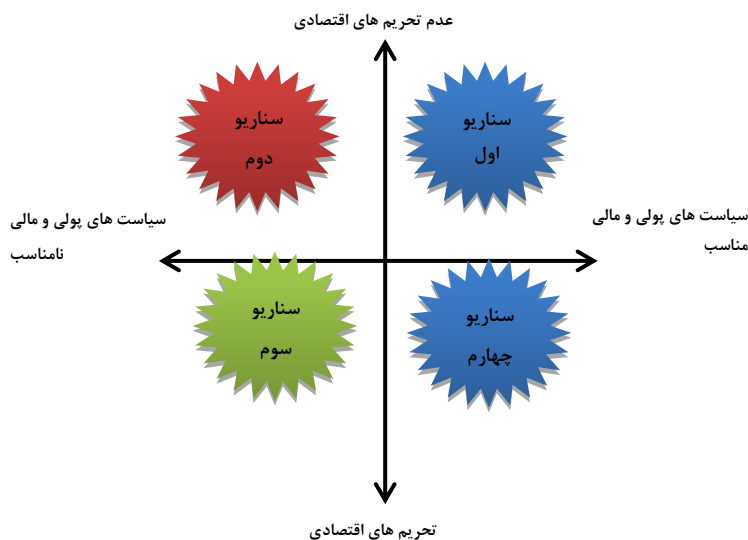 عدم تحریم های اقتصادی
سناریو
اول
سناریو
دوم
سیاست های پولی و مالی
مناسب
سیاست های پولی و مالی
نامناسب
سناریو
چهارم
سناریو
سوم
تحریم های اقتصادی